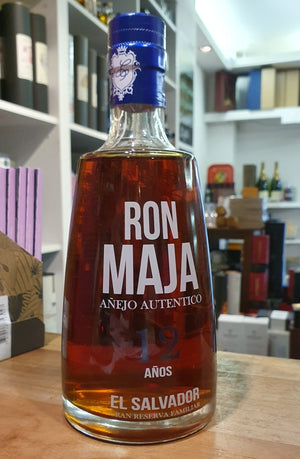 RON
MAJA
AÑEJO AUTENTICO
12
AÑOS
EL SALVADOR
GRAN RESERVA FAMILIAR